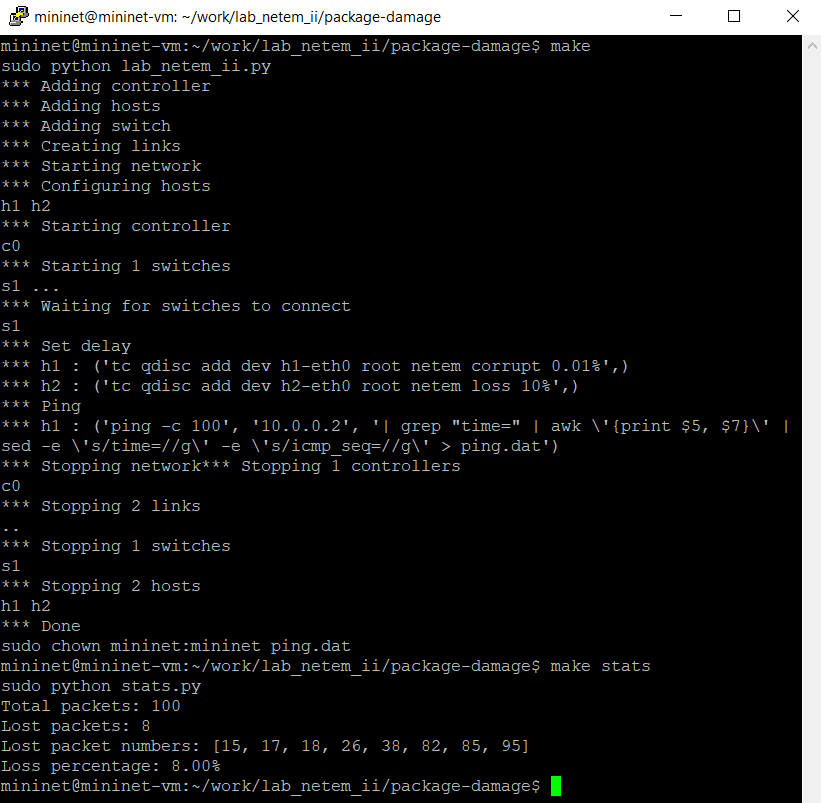 mininet@mininet-vm: ~/work/lab_netem_ii/package-damage
mininet@mininet-vm:~/work/lab_netem_ii/package-damage$ make
sudo python lab_netem_ii.py
*** Adding controller
*** Adding hosts
*** Adding switch
*** Creating links
*** Starting network
*** Configuring hosts
h1 h2
*** Starting controller
c0
*** Starting 1 switches
s1 ...
*** Waiting for switches to connect
s1
*** Set delay
*** h1 : ('tc qdisc add dev h1-eth0 root netem corrupt 0.01%',)
*** h2 : ('tc qdisc add dev h2-eth0 root netem loss 10%',)
*** Ping
*** h1 : ('ping -c 100', '10.0.0.2', '| grep "time=" | awk \'{print $5, $7}\' |
sed -e \'s/time=//g\' -e \'s/icmp_seq=//g\' > ping.dat')
*** Stopping network*** Stopping 1 controllers
c0
*** Stopping 2 links
..
*** Stopping 1 switches
s1
*** Stopping 2 hosts
h1 h2
*** Done
sudo chown mininet:mininet ping.dat
mininet@mininet-vm:~/work/lab_netem_ii/package-damage$ make stats
sudo python stats.py
Total packets: 100
Lost packets: 8
Lost packet numbers: [15, 17, 18, 26, 38, 82, 85, 95]
Loss percentage: 8.00%
mininet@mininet-vm:~/work/lab_netem_ii/package-damage$